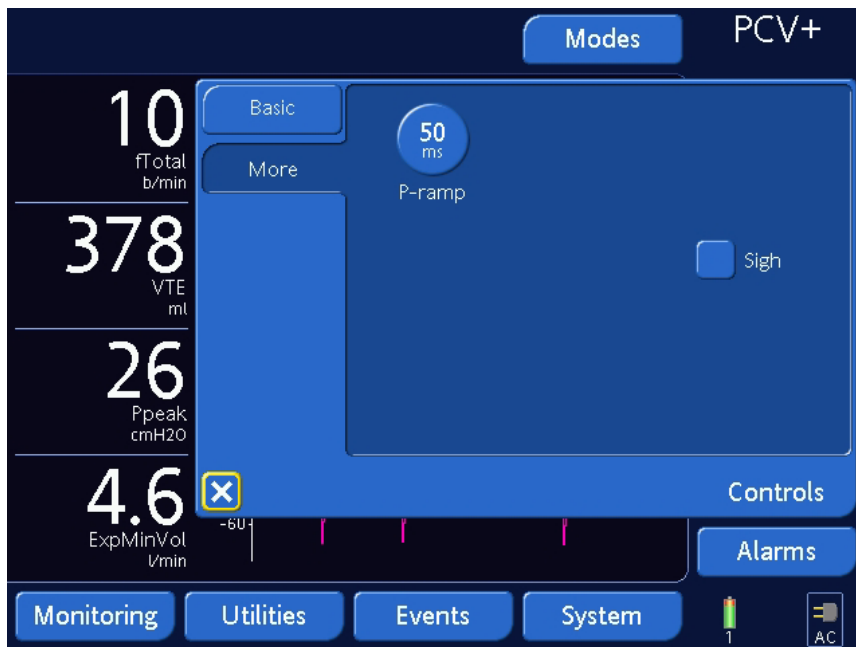 Modes
PCV+
10
fTotal
b/min
378
VTE
ml
26
Ppeak
cmH2O
4.6
ExpMinVol
l/min
Basic
More
50
ms
P-ramp
Sigh
Controls
-60
Alarms
Monitoring
Utilities
Events
System
1
AC